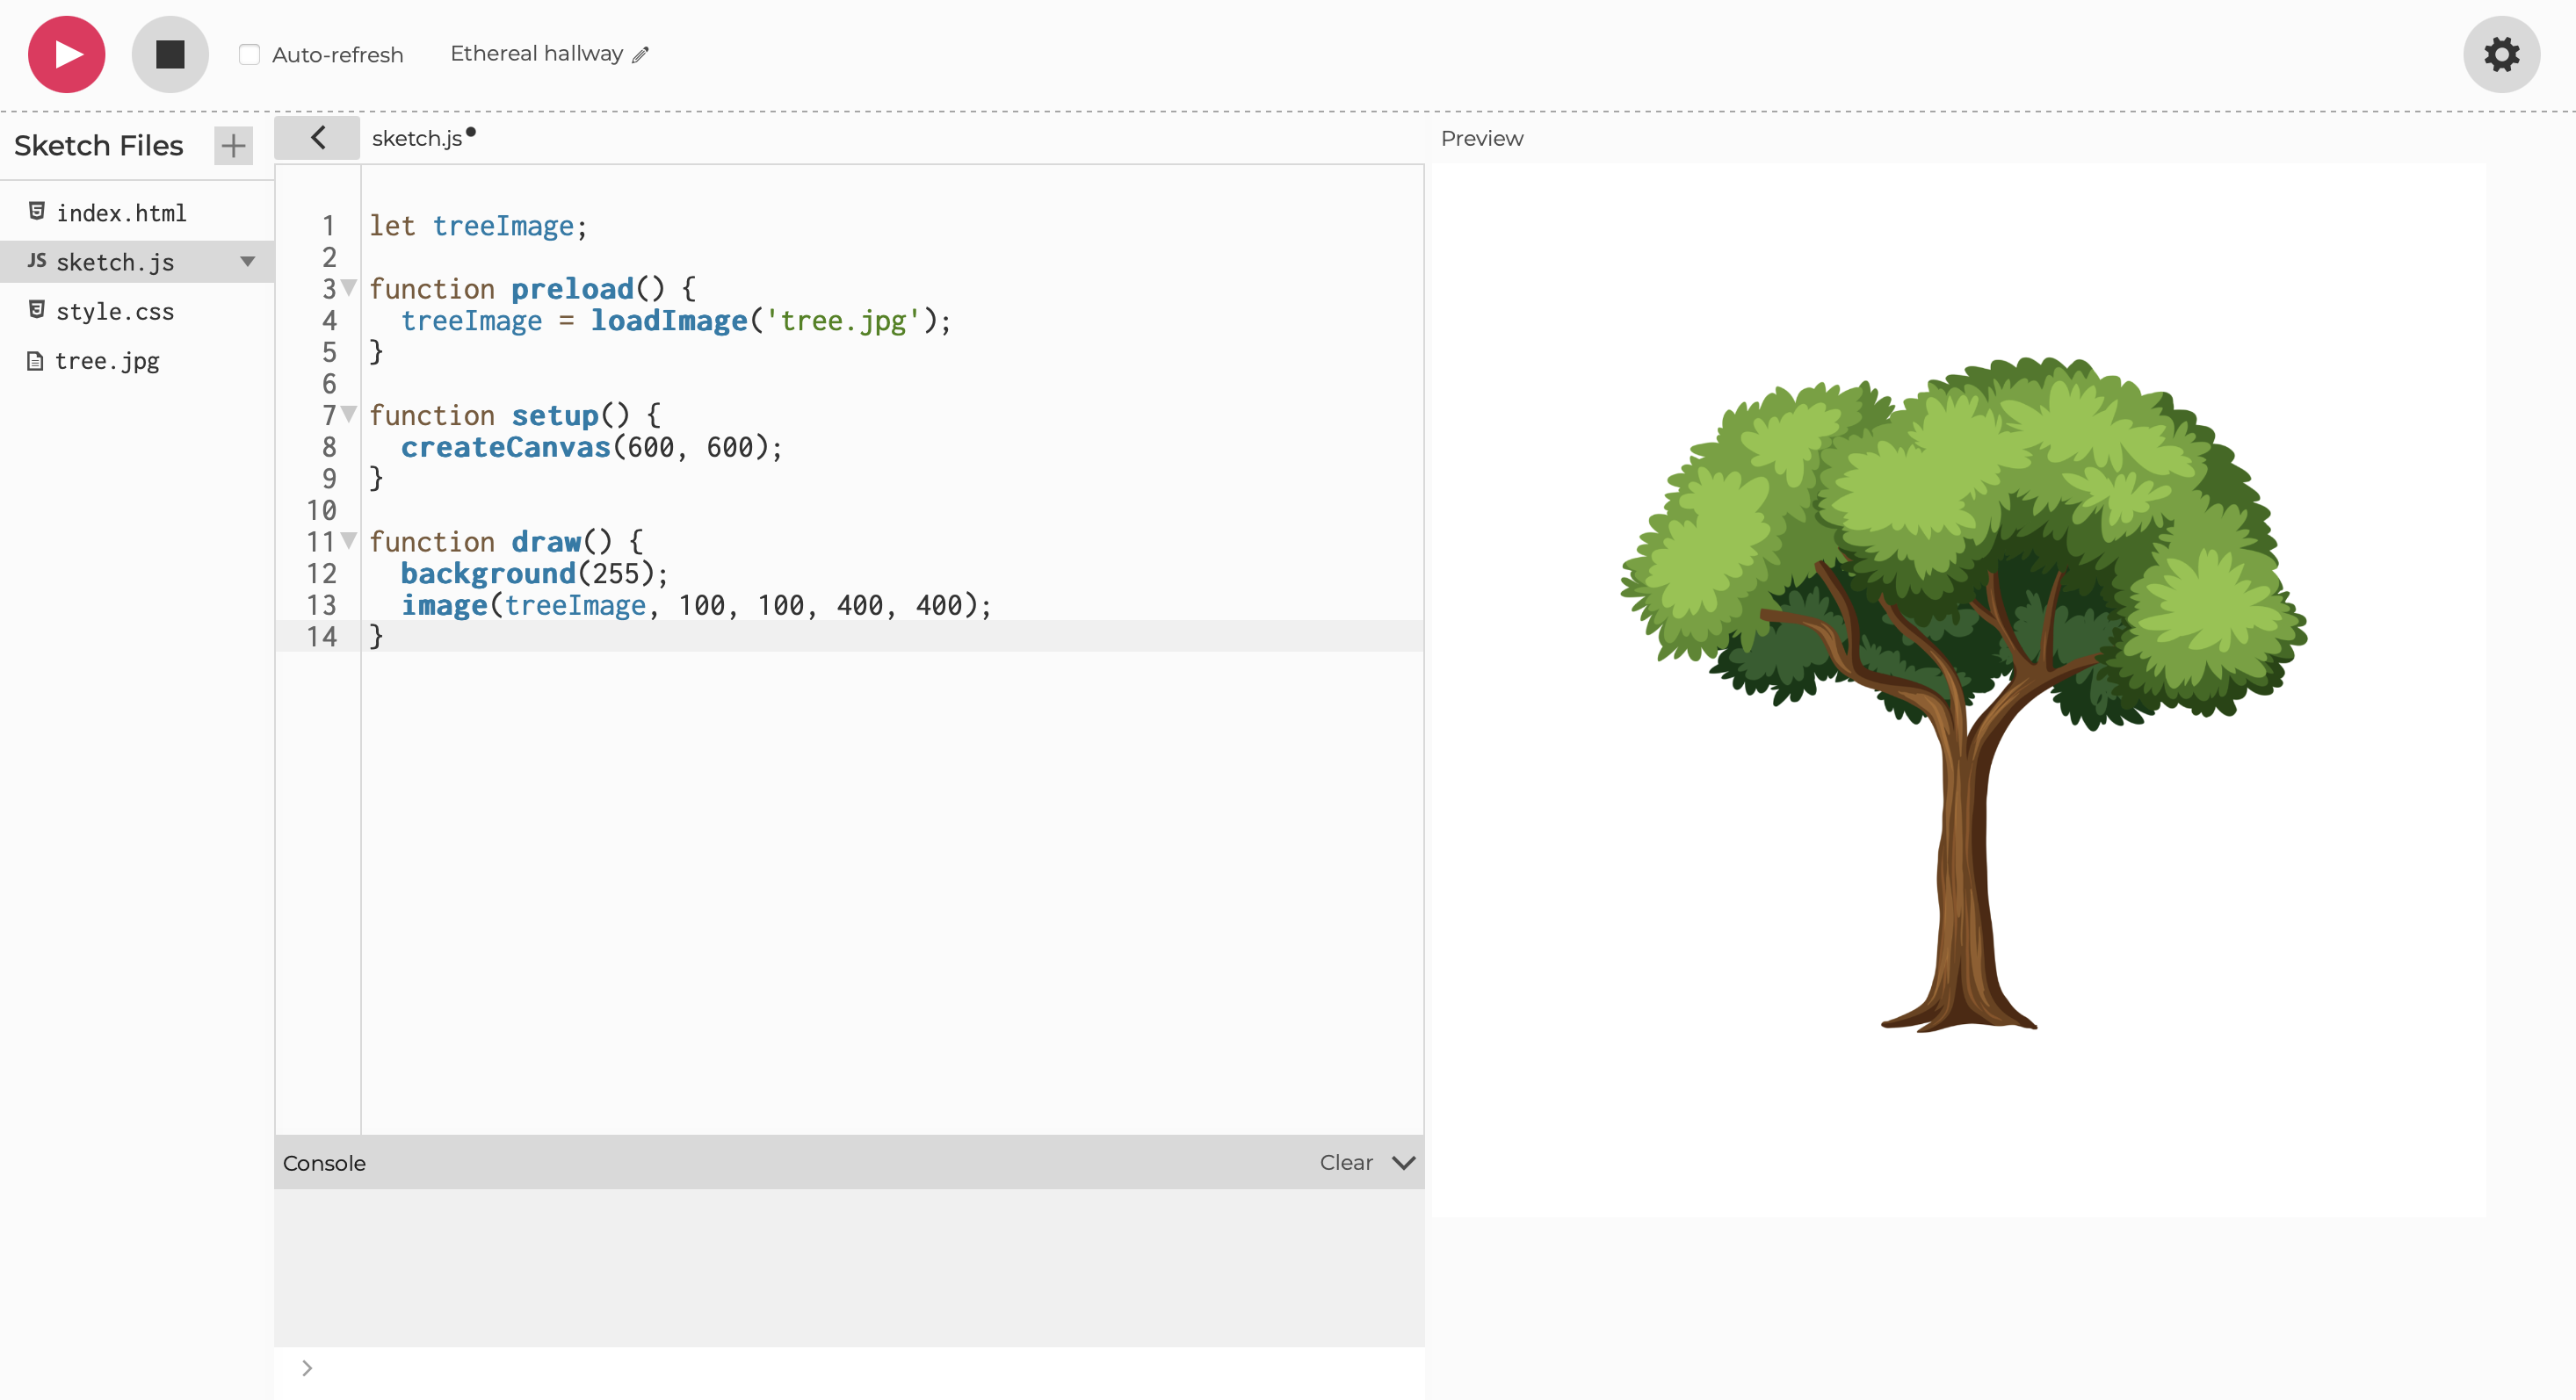 Auto-refresh Ethereal hallway
Sketch Files
sketch.js
Preview
index.html
JS sketch.js
style.css
tree.jpg
1 let treeImage;
2
3 function preload() {
4   treeImage = loadImage('tree.jpg');
5 }
6
7 function setup() {
8   createCanvas(600, 600);
9 }
10
11 function draw() {
12   background(255);
13   image(treeImage, 100, 100, 400, 400);
14 }
Console Clear
>